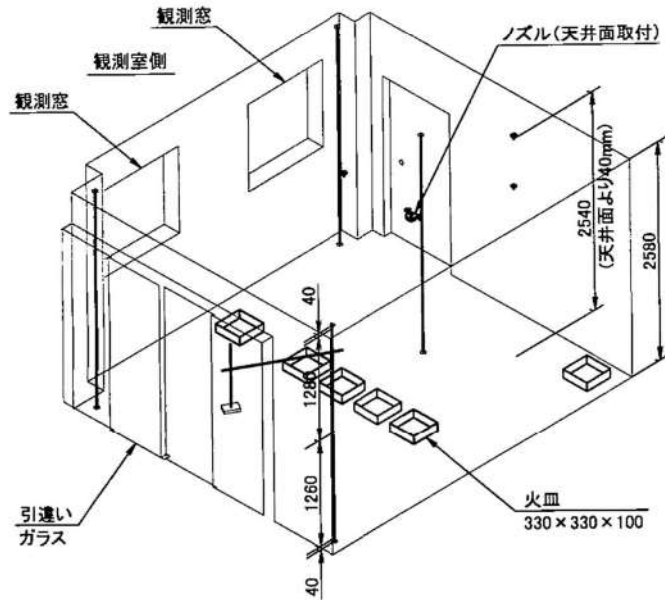 観測窓
ノズル(天井面取付)
観測室側
観測窓
2540
(天井面より40mm)
2580
40
1280
1260
40
引違い
ガラス
火皿
330×330×100